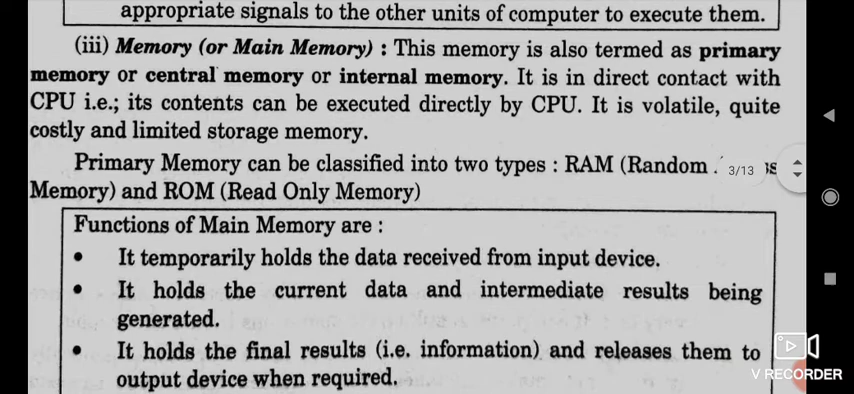 appropriate signals to the other units of computer to execute them.
(iii) Memory (or Main Memory) : This memory is also termed as primary
memory or central memory or internal memory. It is in direct contact with
CPU i.e.; its contents can be executed directly by CPU. It is volatile, quite
costly and limited storage memory.
Primary Memory can be classified into two types : RAM (Random
3/13
Memory) and ROM (Read Only Memory)
Functions of Main Memory are :
• It temporarily holds the data received from input device.
• It holds the current data and intermediate results being
generated.
• It holds the final results (i.e. information) and releases them to
output device when required.
V RECORDER